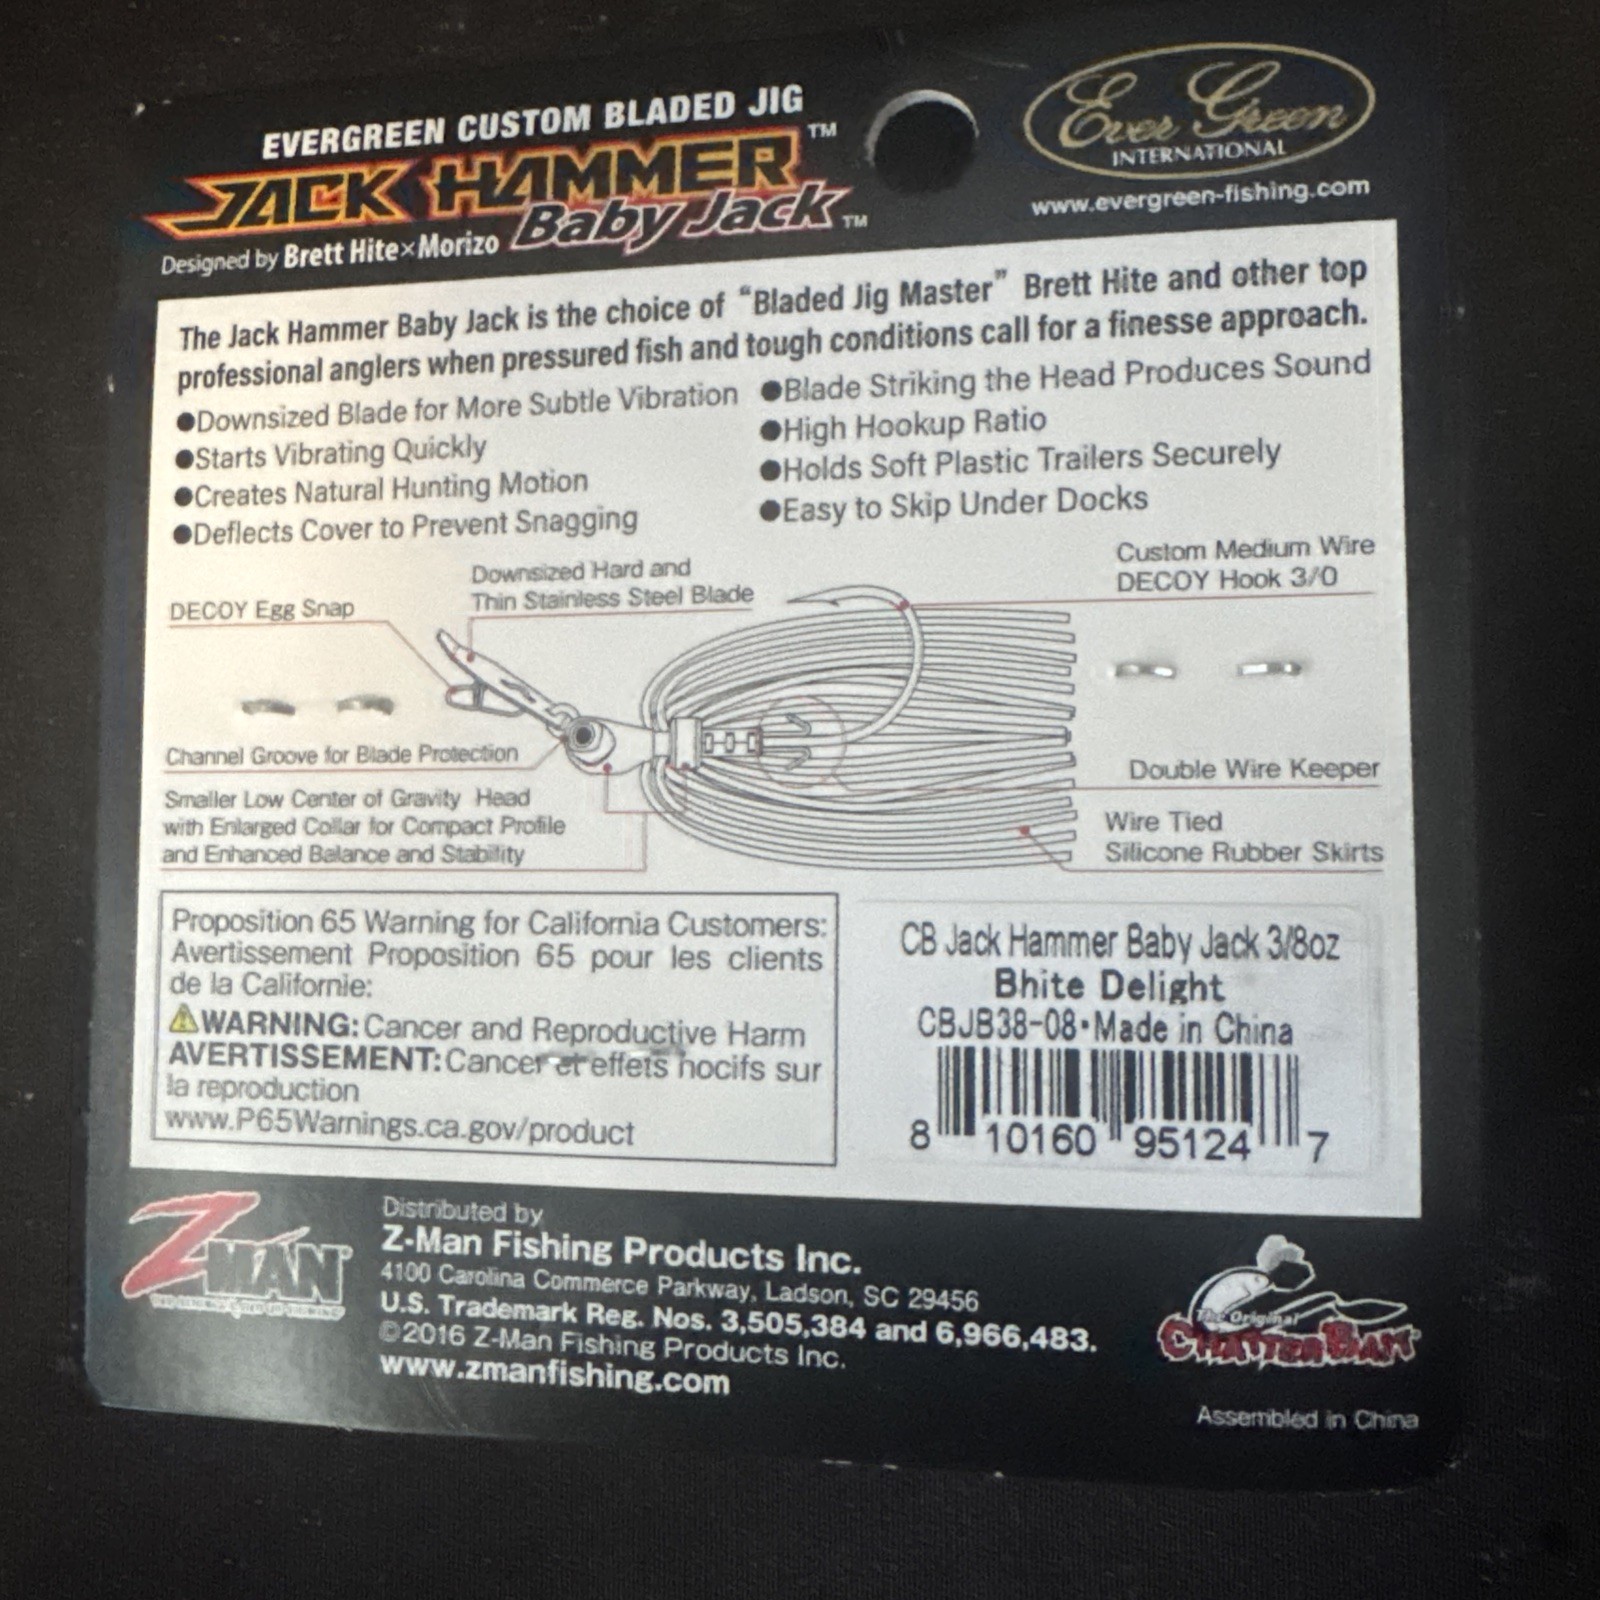 EVERGREEN CUSTOM BLADED JIG
JACK HAMMER™
Baby Jack™
Designed by Brett Hite×Morizo
Ever Green
INTERNATIONAL
www.evergreen-fishing.com
The Jack Hammer Baby Jack is the choice of “Bladed Jig Master” Brett Hite and other top
professional anglers when pressured fish and tough conditions call for a finesse approach.
●Downsized Blade for More Subtle Vibration
●Starts Vibrating Quickly
●Creates Natural Hunting Motion
●Deflects Cover to Prevent Snagging
●Blade Striking the Head Produces Sound
●High Hookup Ratio
●Holds Soft Plastic Trailers Securely
●Easy to Skip Under Docks
DECOY Egg Snap
Downsized Hard and
Thin Stainless Steel Blade
Custom Medium Wire
DECOY Hook 3/0
Channel Groove for Blade Protection
Smaller Low Center of Gravity Head
with Enlarged Collar for Compact Profile
and Enhanced Balance and Stability
Double Wire Keeper
Wire Tied
Silicone Rubber Skirts
Proposition 65 Warning for California Customers:
Avertissement Proposition 65 pour les clients
de la Californie:
WARNING: Cancer and Reproductive Harm
AVERTISSEMENT: Cancer et effets nocifs sur
la reproduction
www.P65Warnings.ca.gov/product
CB Jack Hammer Baby Jack 3/8oz
Bhite Delight
CBJB38-08・Made in China
8 10160 95124 7
Z-MAN®
Distributed by
Z-Man Fishing Products Inc.
4100 Carolina Commerce Parkway, Ladson, SC 29456
U.S. Trademark Reg. Nos. 3,505,384 and 6,966,483.
©2016 Z-Man Fishing Products Inc.
www.zmanfishing.com
The Original
CHATTERBAIT®
Assembled in China